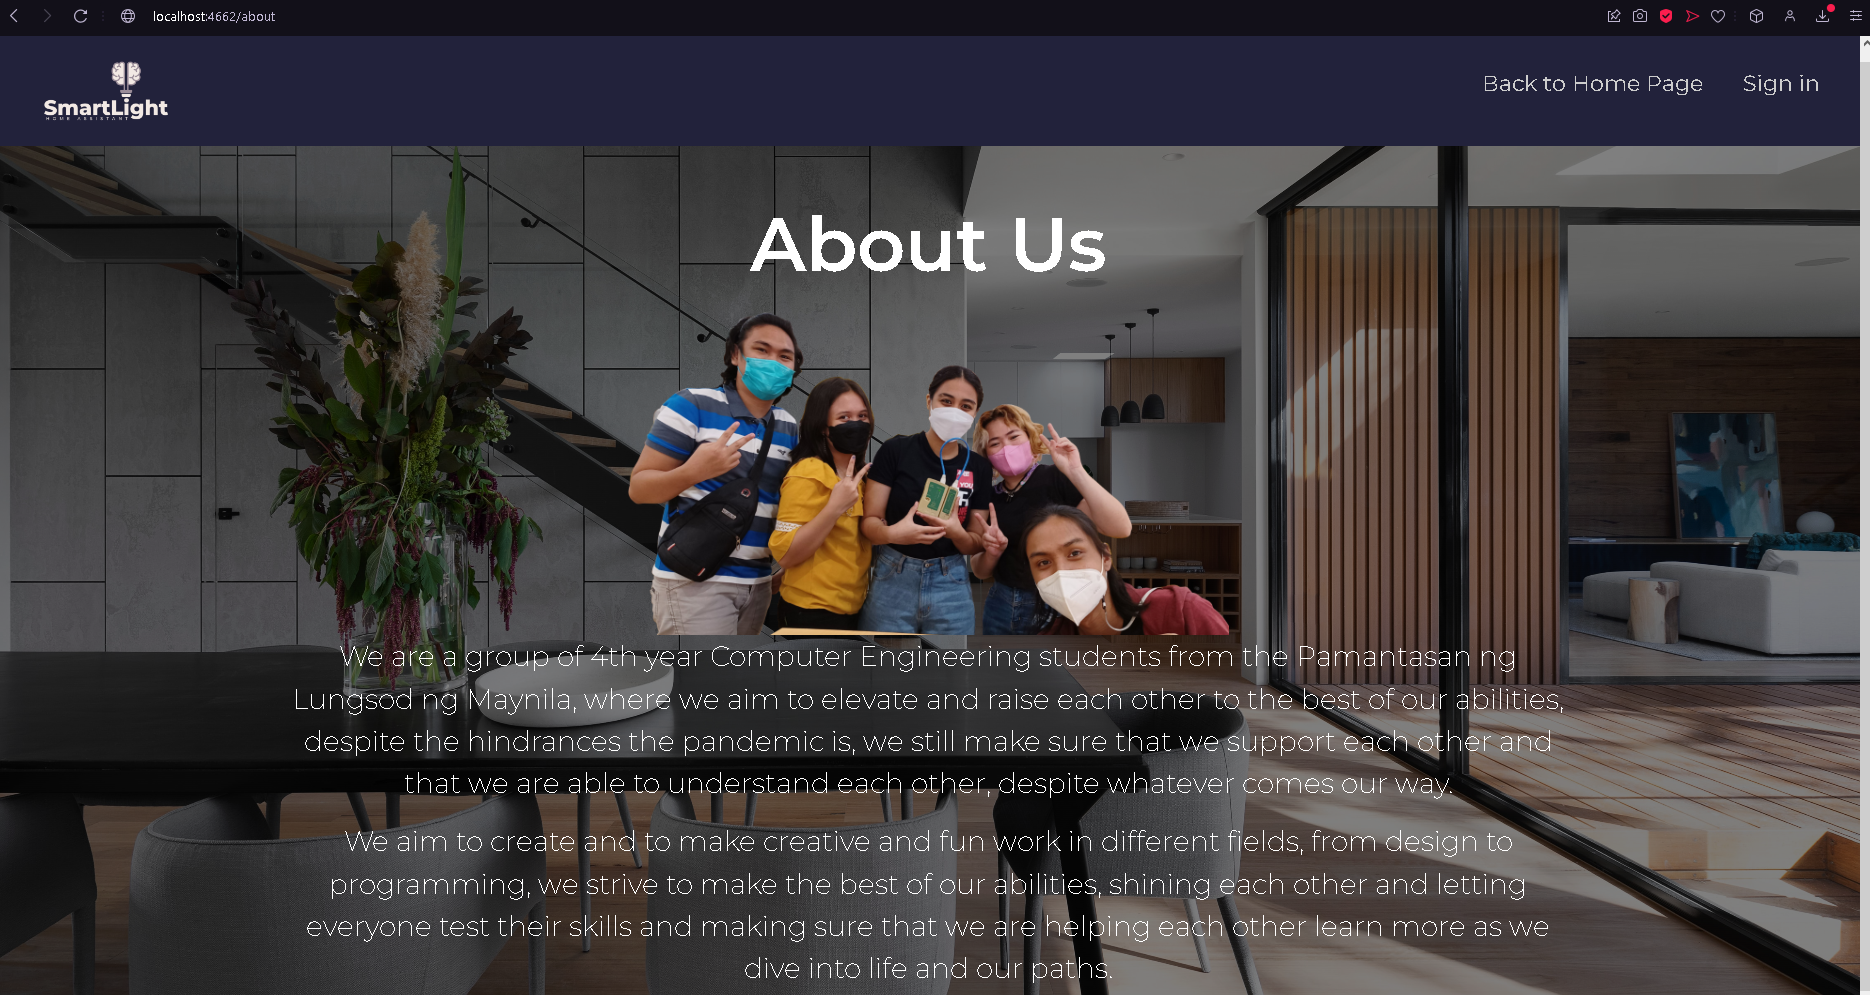 localhost:4662/about
SmartLight
HOME ASSISTANT
Back to Home Page
Sign in
About Us
YOU
We are a group of 4th year Computer Engineering students from the Pamantasan ng
Lungsod ng Maynila, where we aim to elevate and raise each other to the best of our abilities,
despite the hindrances the pandemic is, we still make sure that we support each other and
that we are able to understand each other, despite whatever comes our way.
We aim to create and to make creative and fun work in different fields, from design to
programming, we strive to make the best of our abilities, shining each other and letting
everyone test their skills and making sure that we are helping each other learn more as we
dive into life and our paths.